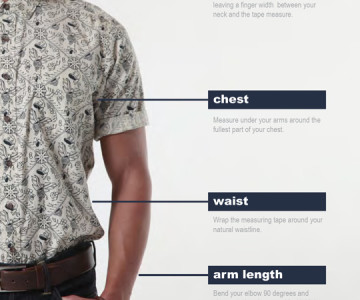 leaving a finger width between your
neck and the tape measure.
chest
Measure under your arms around the
fullest part of your chest.
waist
Wrap the measuring tape around your
natural waistline.
arm length
Bend your elbow 90 degrees and